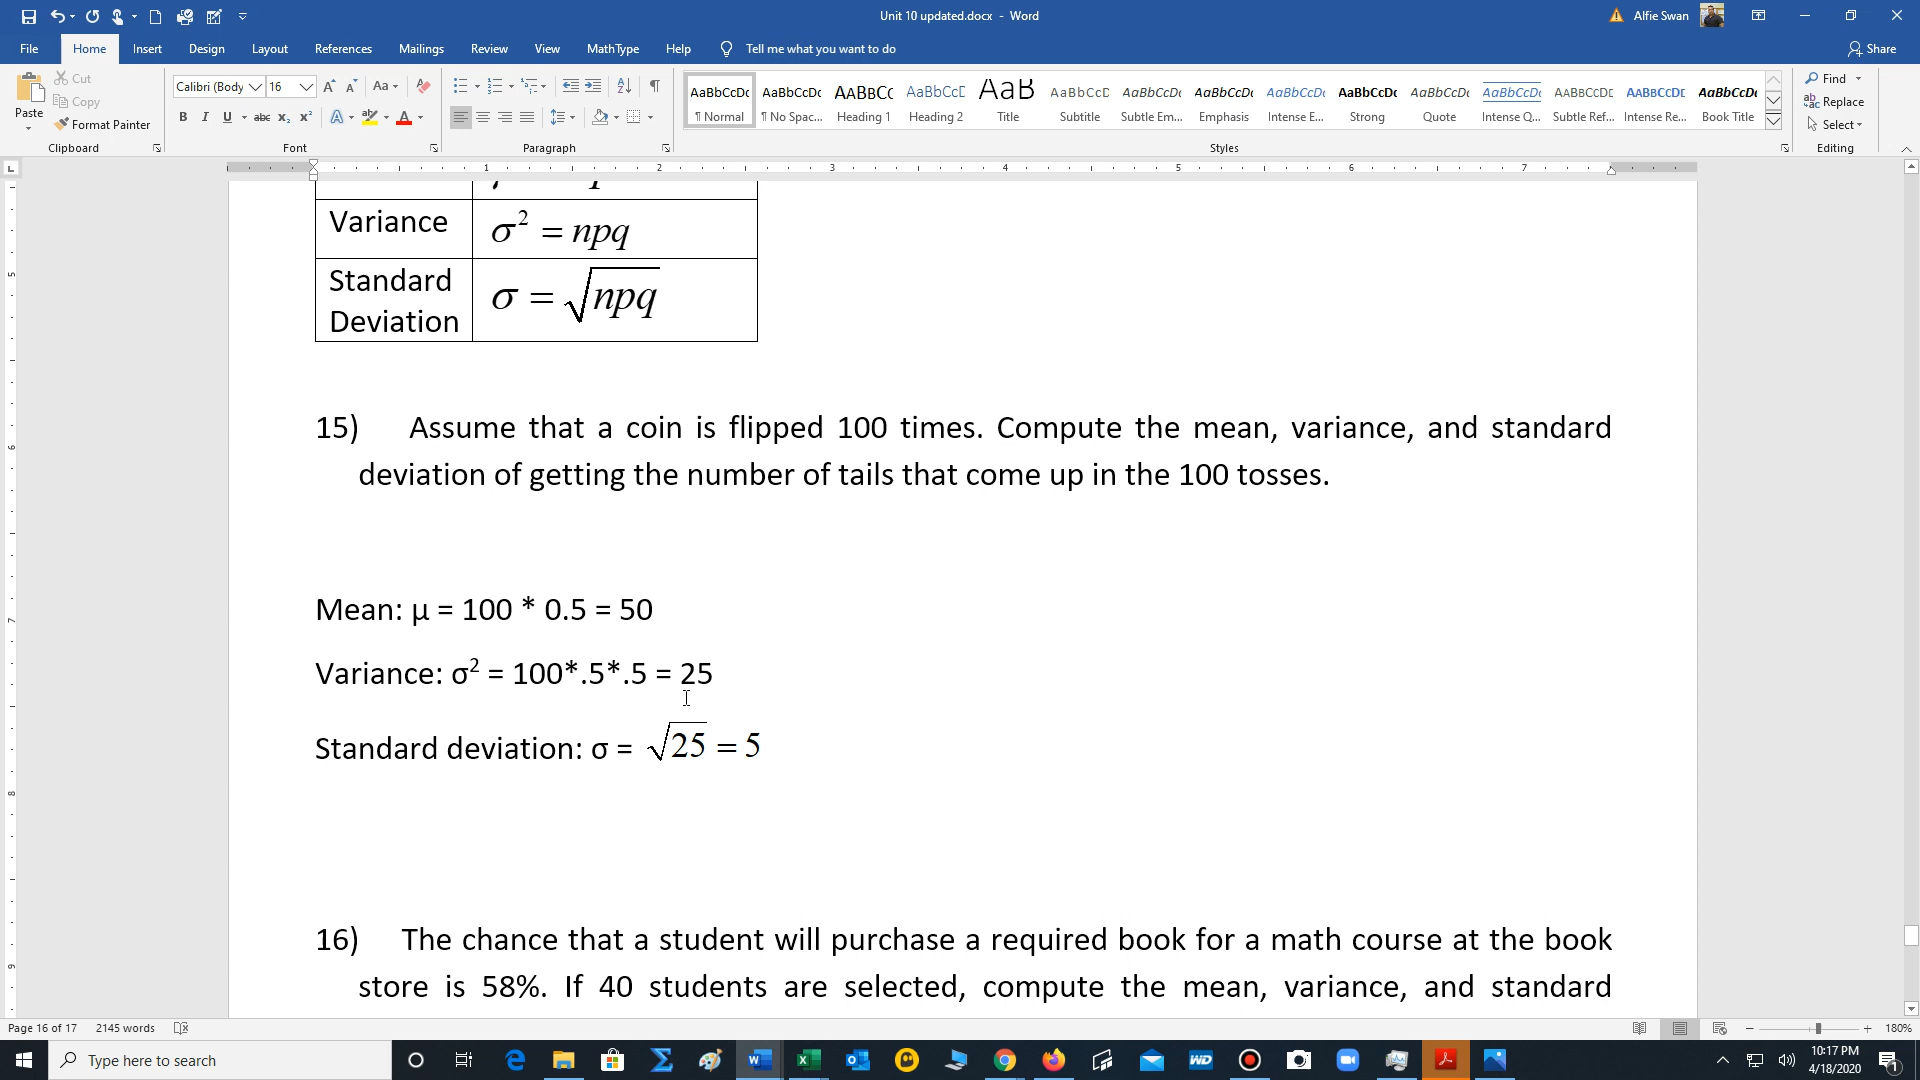 Unit 10 updated.docx - Word
Alfie Swan
File Home Insert Design Layout References Mailings Review View MathType Help Tell me what you want to do Share
Paste Cut Copy Format Painter
Calibri (Body 16
AaBbCcDc AaBbCcDc AaBbCc AaBbCcD AaB AaBbCcD AaBbCcDc AaBbCcDc AaBbCcDc AaBbCcDc AaBbCcDc AaBbCcDc AaBbCcDc AaBbCcDc AaBbCcDc
¶ Normal ¶ No Spac... Heading 1 Heading 2 Title Subtitle Subtle Em... Emphasis Intense E... Strong Quote Intense Q... Subtle Ref... Intense Re... Book Title
Find Replace Select
Clipboard Font Paragraph Styles Editing
1 2 3 4 5 6 7
Variance σ² = npq
Standard Deviation σ = √npq
15) Assume that a coin is flipped 100 times. Compute the mean, variance, and standard
deviation of getting the number of tails that come up in the 100 tosses.
Mean: μ = 100 * 0.5 = 50
Variance: σ² = 100*.5*.5 = 25
Standard deviation: σ = √25 = 5
16) The chance that a student will purchase a required book for a math course at the book
store is 58%. If 40 students are selected, compute the mean, variance, and standard
Page 16 of 17 2145 words 180%
Type here to search
10:17 PM
4/18/2020